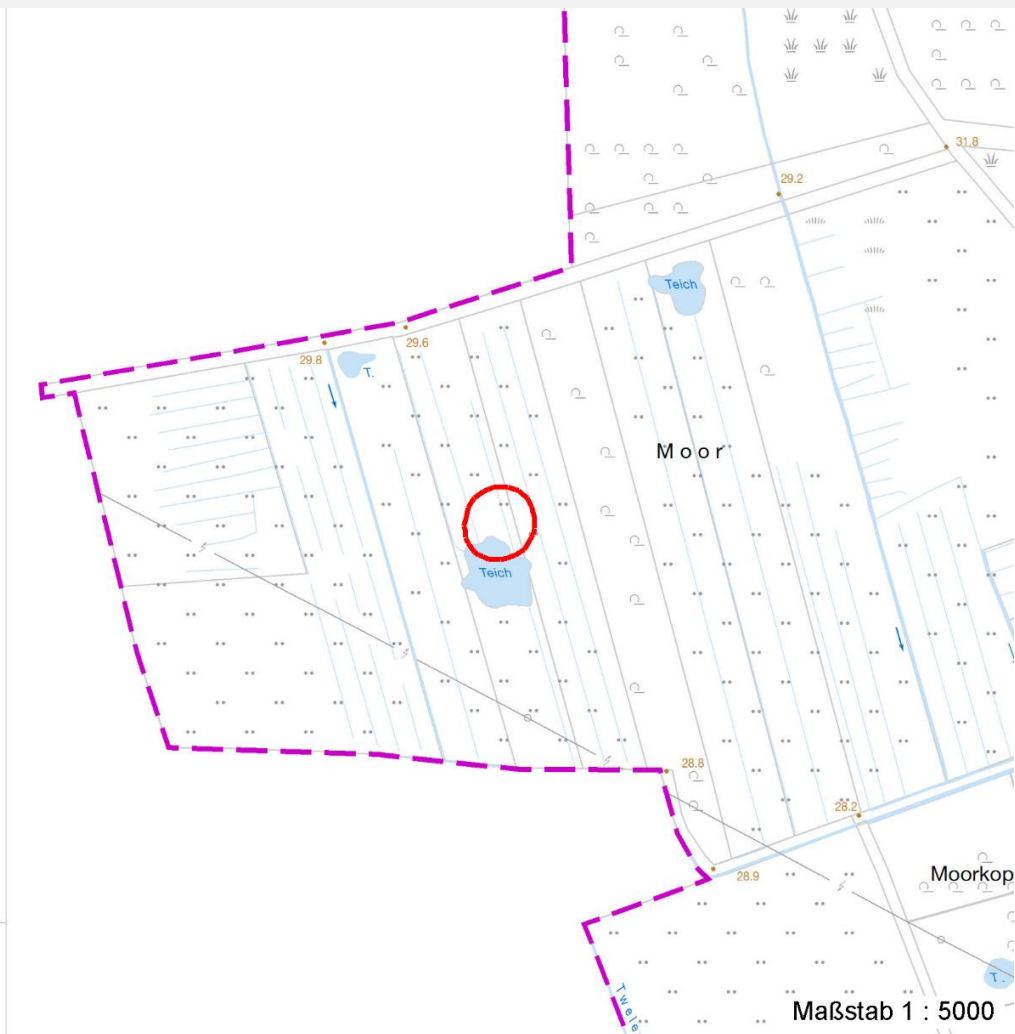 31.8
29.2
Teich
29.6
29.8
T.
Moor
Teich
28.8
28.2
28.9
Moorkop
T.
Twele
Maßstab 1 : 5000